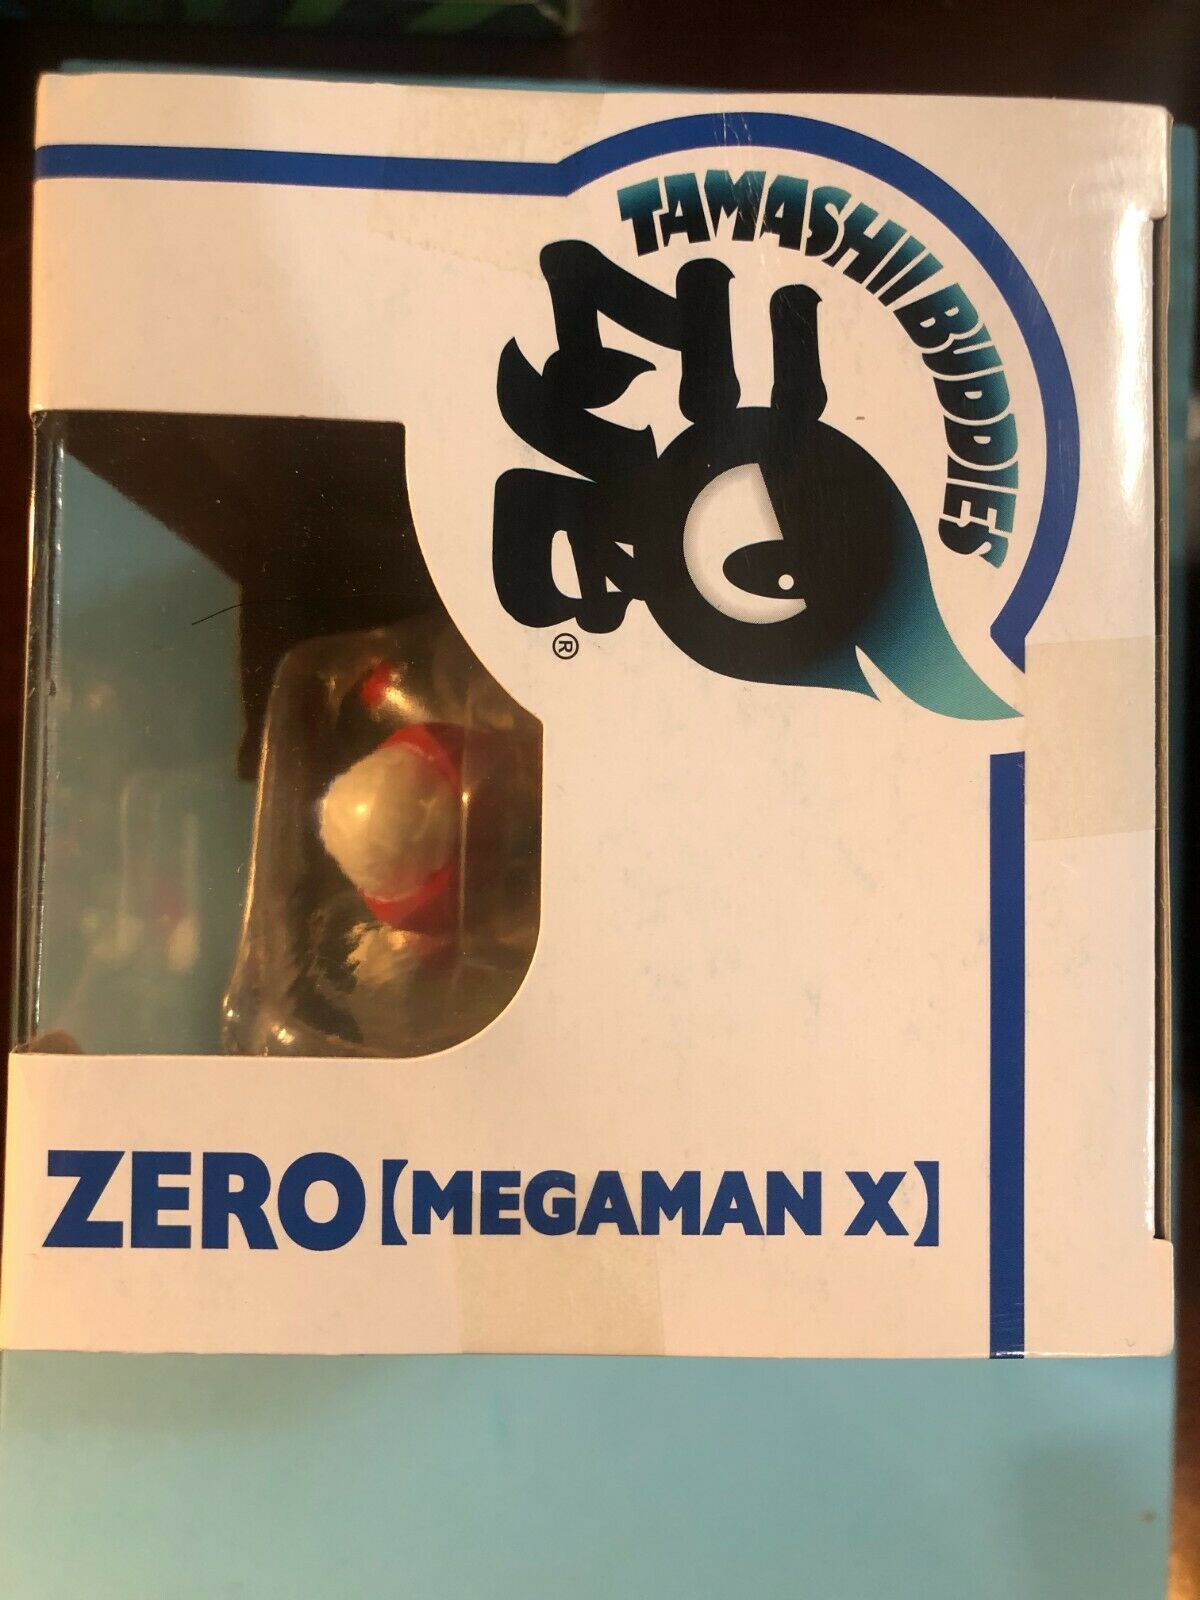 TAMASHII BUDDIES
®
ZERO【MEGAMAN X】